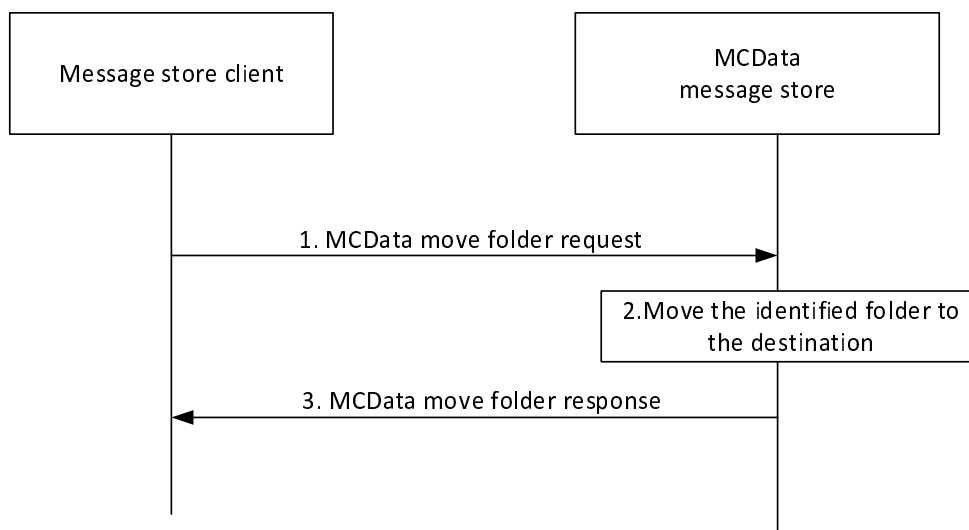 Message store client
MCData
message store
1. MCData move folder request
2.Move the identified folder to
the destination
3. MCData move folder response